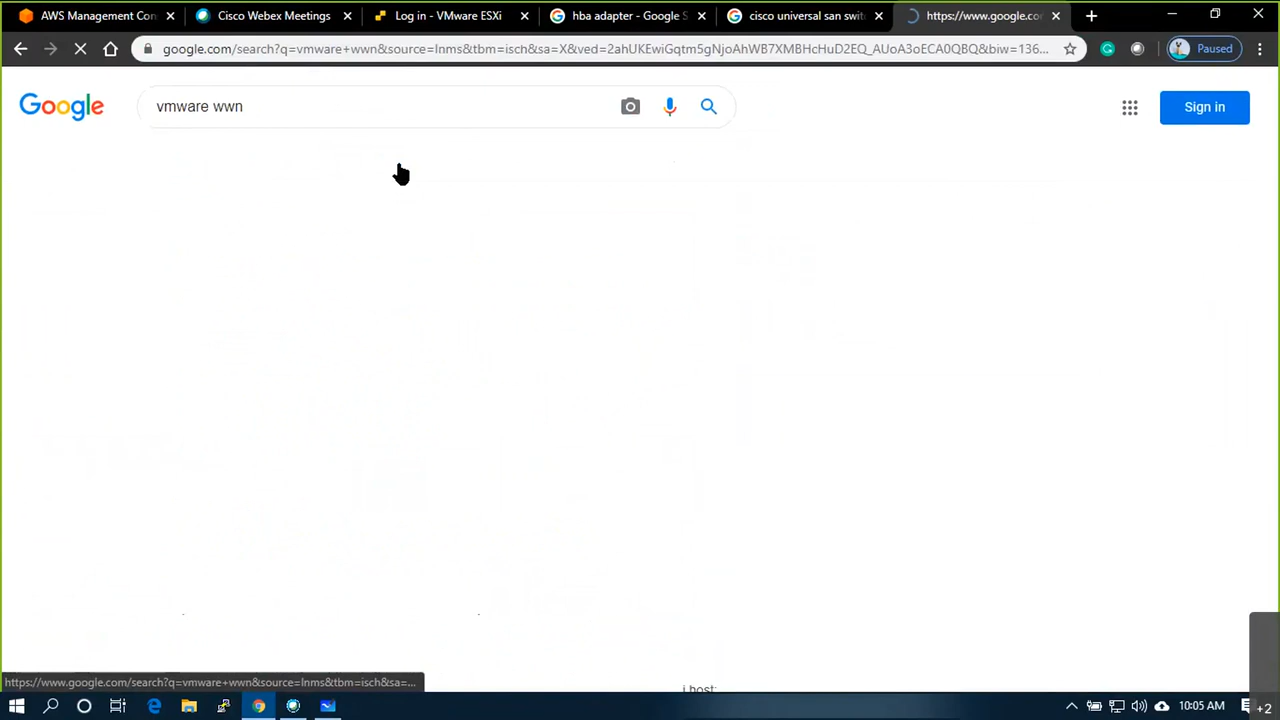 AWS Management Con
Cisco Webex Meetings
Log in - VMware ESXi
hba adapter - Google S
cisco universal san swit
https://www.google.co
google.com/search?q=vmware+wwn&source=lnms&tbm=isch&sa=X&ved=2ahUKEwiGqtm5gNjoAhWB7XMBHcHuD2EQ_AUoA3oECA0QBQ&biw=136...
Paused
Google
vmware wwn
Sign in
i host:
https://www.google.com/search?q=vmware+wwn&source=lnms&tbm=isch&sa=...
10:05 AM
+2